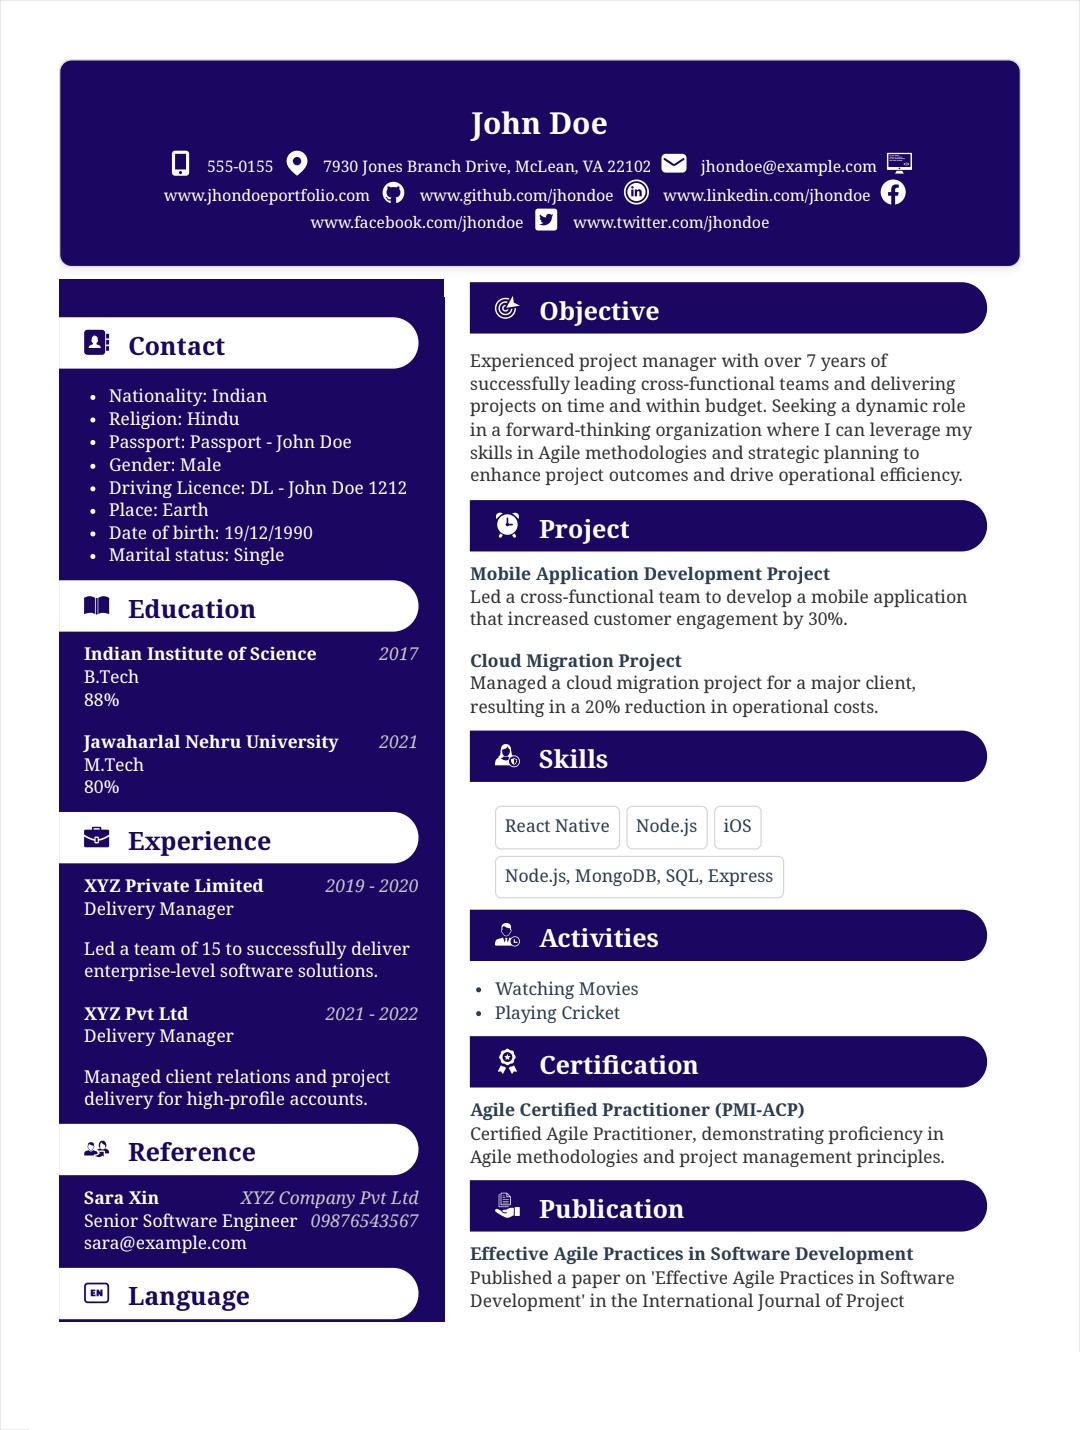 John Doe
555-0155 7930 Jones Branch Drive, McLean, VA 22102 jhondoe@example.com
www.jhondoeportfolio.com www.github.com/jhondoe www.linkedin.com/jhondoe
www.facebook.com/jhondoe www.twitter.com/jhondoe
Contact
• Nationality: Indian
• Religion: Hindu
• Passport: Passport - John Doe
• Gender: Male
• Driving Licence: DL - John Doe 1212
• Place: Earth
• Date of birth: 19/12/1990
• Marital status: Single
Education
Indian Institute of Science 2017
B.Tech
88%
Jawaharlal Nehru University 2021
M.Tech
80%
Experience
XYZ Private Limited 2019 - 2020
Delivery Manager
Led a team of 15 to successfully deliver
enterprise-level software solutions.
XYZ Pvt Ltd 2021 - 2022
Delivery Manager
Managed client relations and project
delivery for high-profile accounts.
Reference
Sara Xin XYZ Company Pvt Ltd
Senior Software Engineer 09876543567
sara@example.com
EN Language
Objective
Experienced project manager with over 7 years of
successfully leading cross-functional teams and delivering
projects on time and within budget. Seeking a dynamic role
in a forward-thinking organization where I can leverage my
skills in Agile methodologies and strategic planning to
enhance project outcomes and drive operational efficiency.
Project
Mobile Application Development Project
Led a cross-functional team to develop a mobile application
that increased customer engagement by 30%.
Cloud Migration Project
Managed a cloud migration project for a major client,
resulting in a 20% reduction in operational costs.
Skills
React Native Node.js iOS
Node.js, MongoDB, SQL, Express
Activities
• Watching Movies
• Playing Cricket
Certification
Agile Certified Practitioner (PMI-ACP)
Certified Agile Practitioner, demonstrating proficiency in
Agile methodologies and project management principles.
Publication
Effective Agile Practices in Software Development
Published a paper on 'Effective Agile Practices in Software
Development' in the International Journal of Project